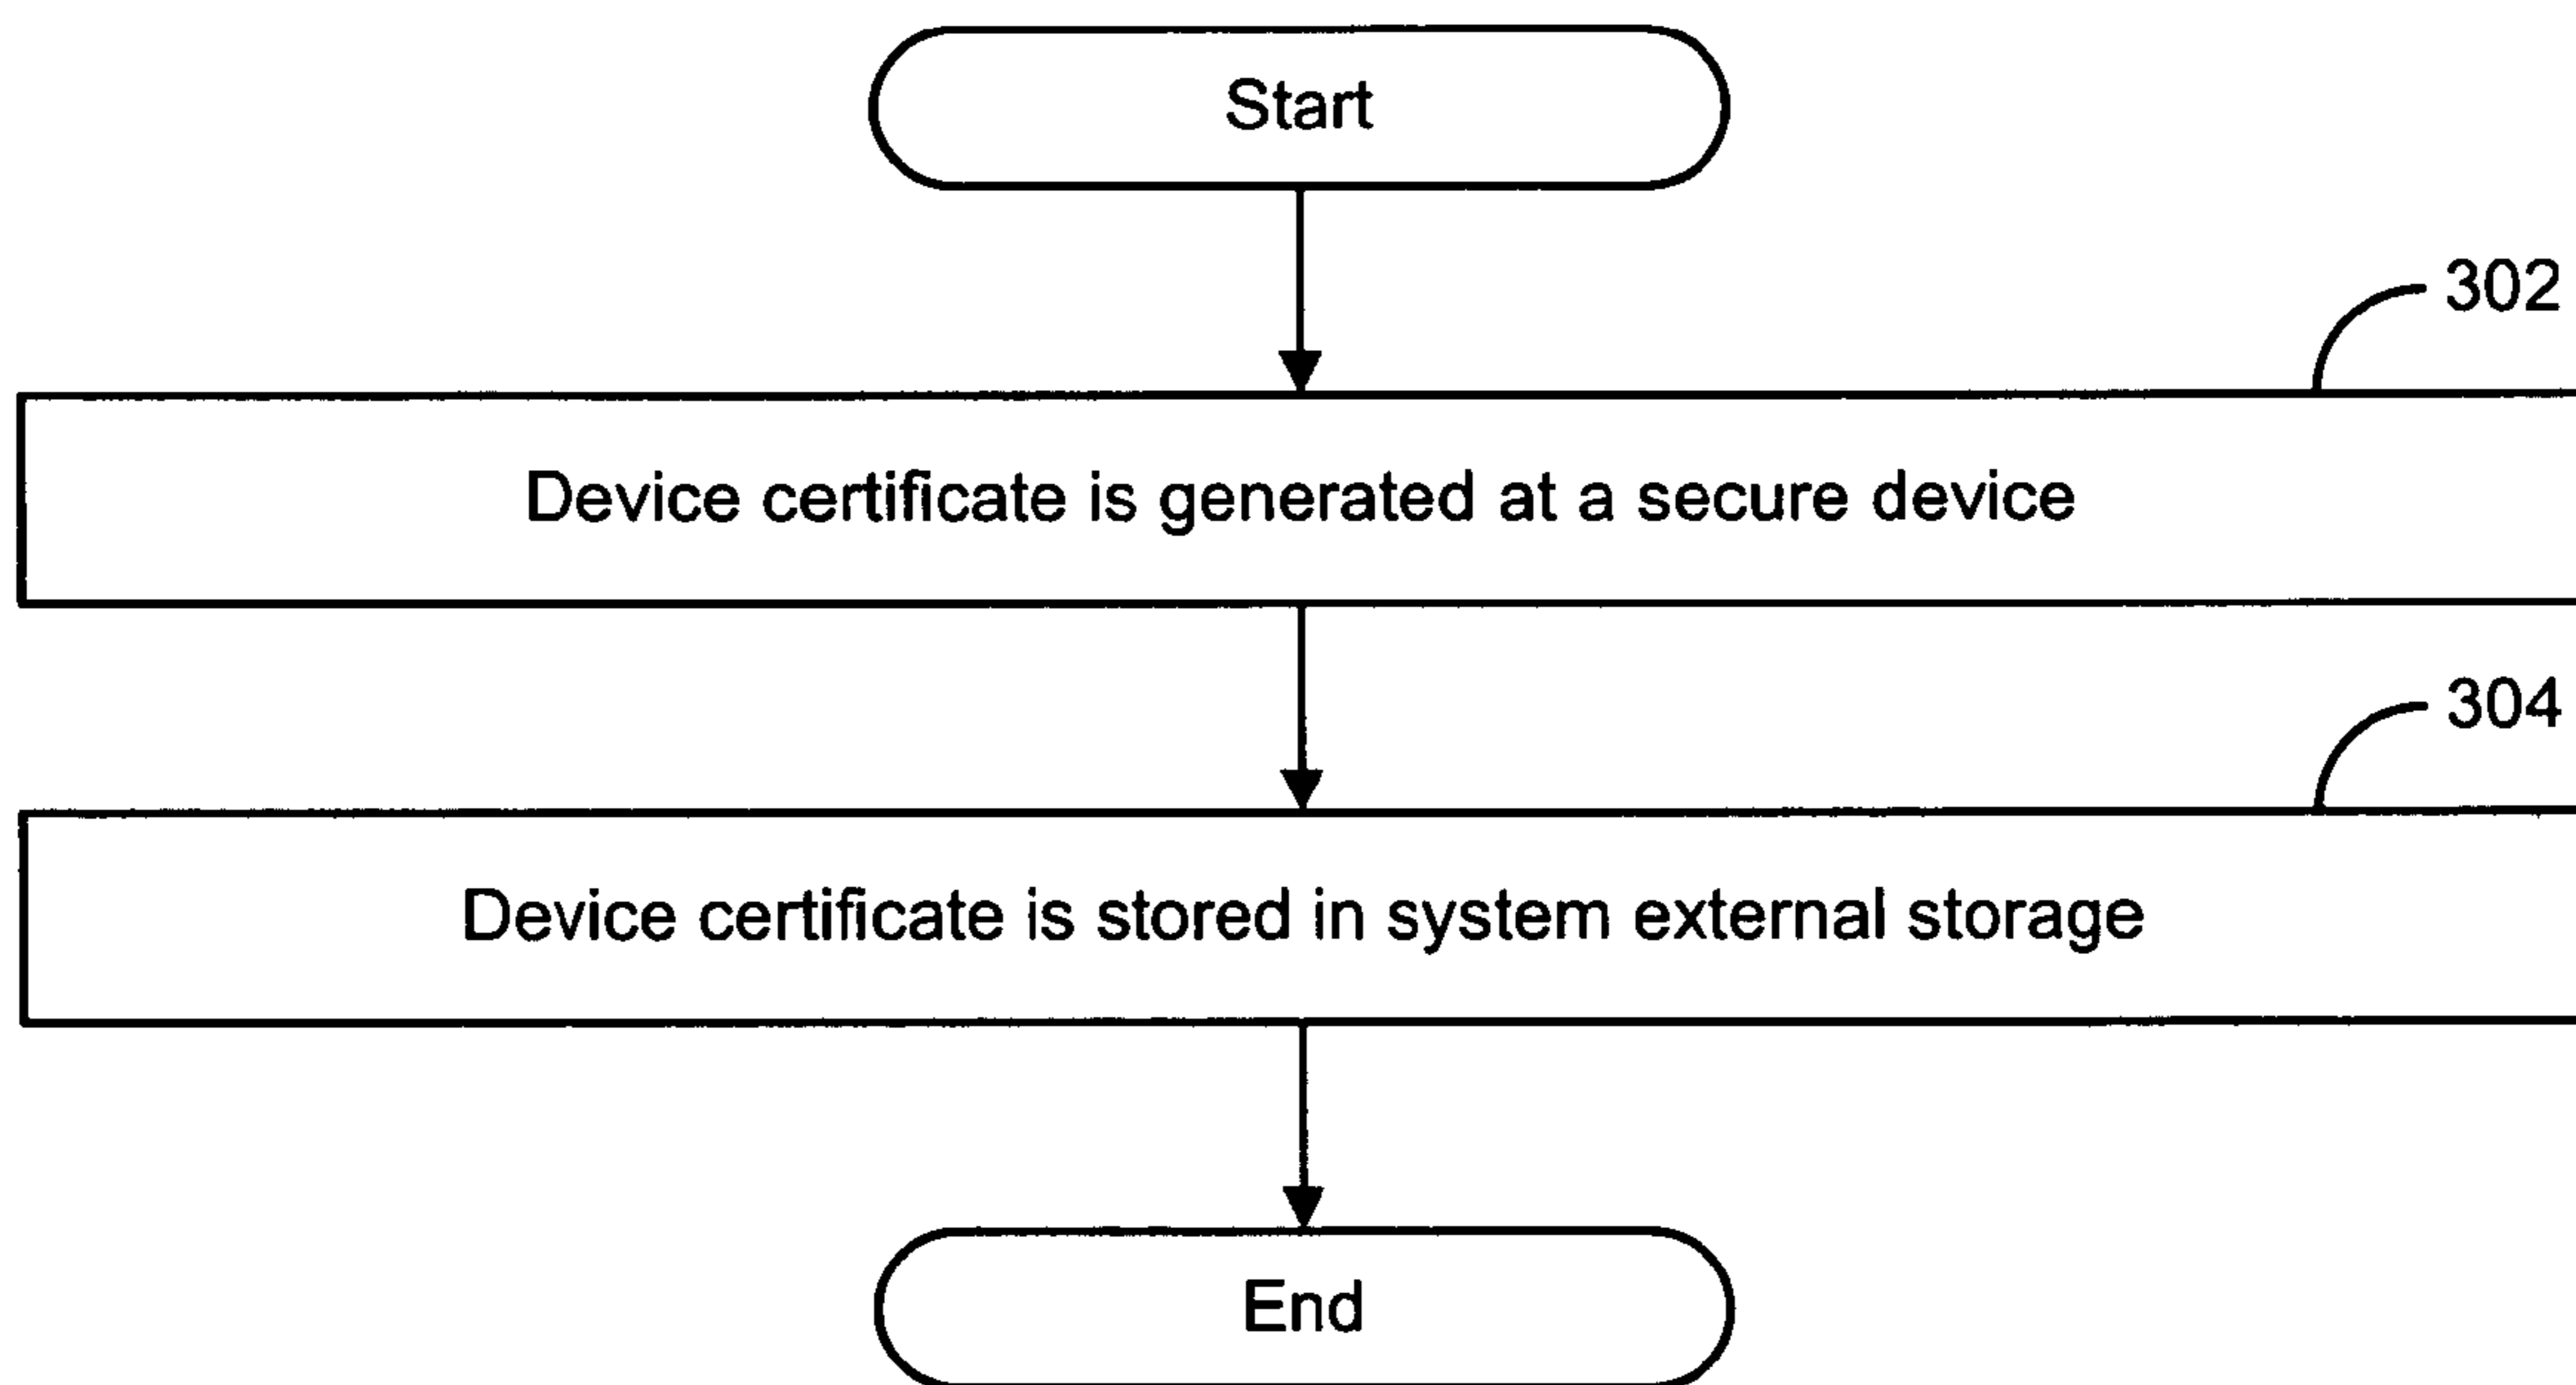 Start
302
Device certificate is generated at a secure device
304
Device certificate is stored in system external storage
End